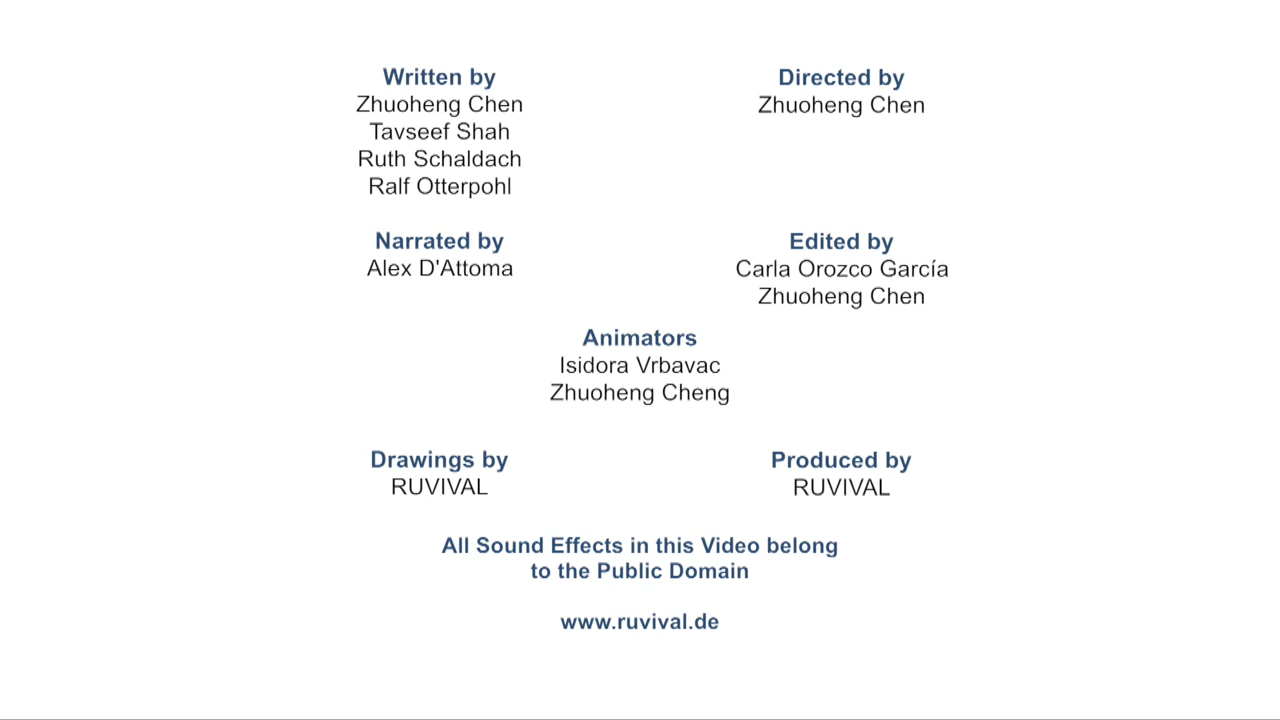 Written by
Zhuoheng Chen
Tavseef Shah
Ruth Schaldach
Ralf Otterpohl
Directed by
Zhuoheng Chen
Narrated by
Alex D'Attoma
Edited by
Carla Orozco García
Zhuoheng Chen
Animators
Isidora Vrbavac
Zhuoheng Cheng
Drawings by
RUVIVAL
Produced by
RUVIVAL
All Sound Effects in this Video belong
to the Public Domain
www.ruvival.de